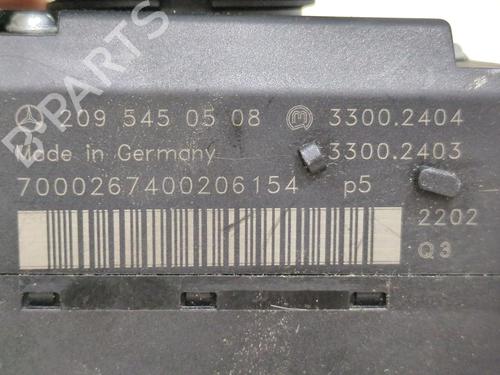 B-PARTS
209 545 05 08 3300.2404
Made in Germany 3300.2403
7000267400206154 p5
2202
Q3